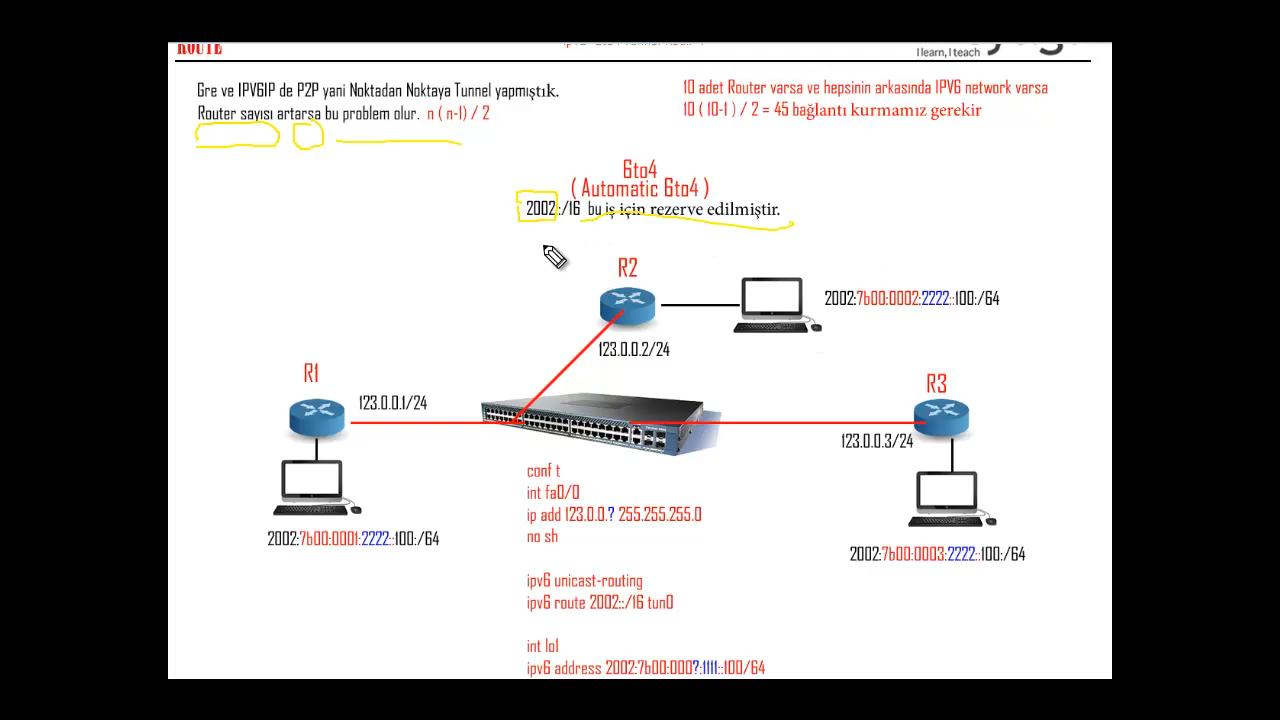 ROUTE
I learn, I teach
Gre ve IPV6IP de P2P yani Noktadan Noktaya Tunnel yapmıştık.
Router sayısı artarsa bu problem olur. n ( n-1) / 2
10 adet Router varsa ve hepsinin arkasında IPV6 network varsa
10 ( 10-1 ) / 2 = 45 bağlantı kurmamız gerekir
6to4
( Automatic 6to4 )
2002::/16 bu iş için rezerve edilmiştir.
R2
2002:7b00:0002:2222::100:/64
123.0.0.2/24
R1
123.0.0.1/24
R3
123.0.0.3/24
2002:7b00:0001:2222::100:/64
2002:7b00:0003:2222::100:/64
conf t
int fa0/0
ip add 123.0.0.? 255.255.255.0
no sh
ipv6 unicast-routing
ipv6 route 2002::/16 tun0
int lo1
ipv6 address 2002:7b00:000?:1111::100/64